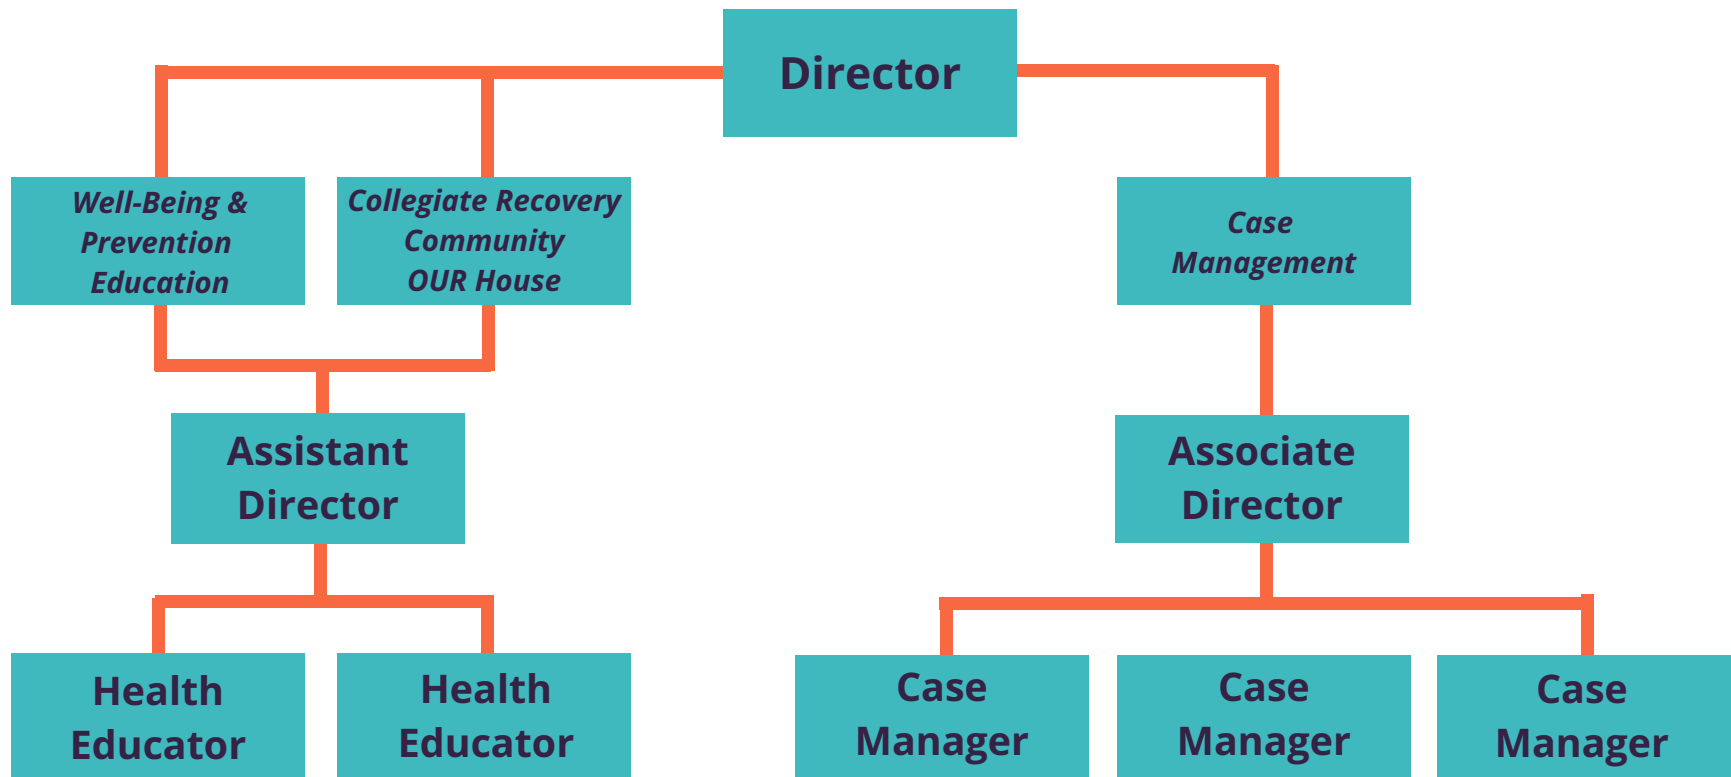 Director
Well-Being &
Prevention
Education
Collegiate Recovery
Community
OUR House
Case
Management
Assistant
Director
Associate
Director
Health
Educator
Health
Educator
Case
Manager
Case
Manager
Case
Manager